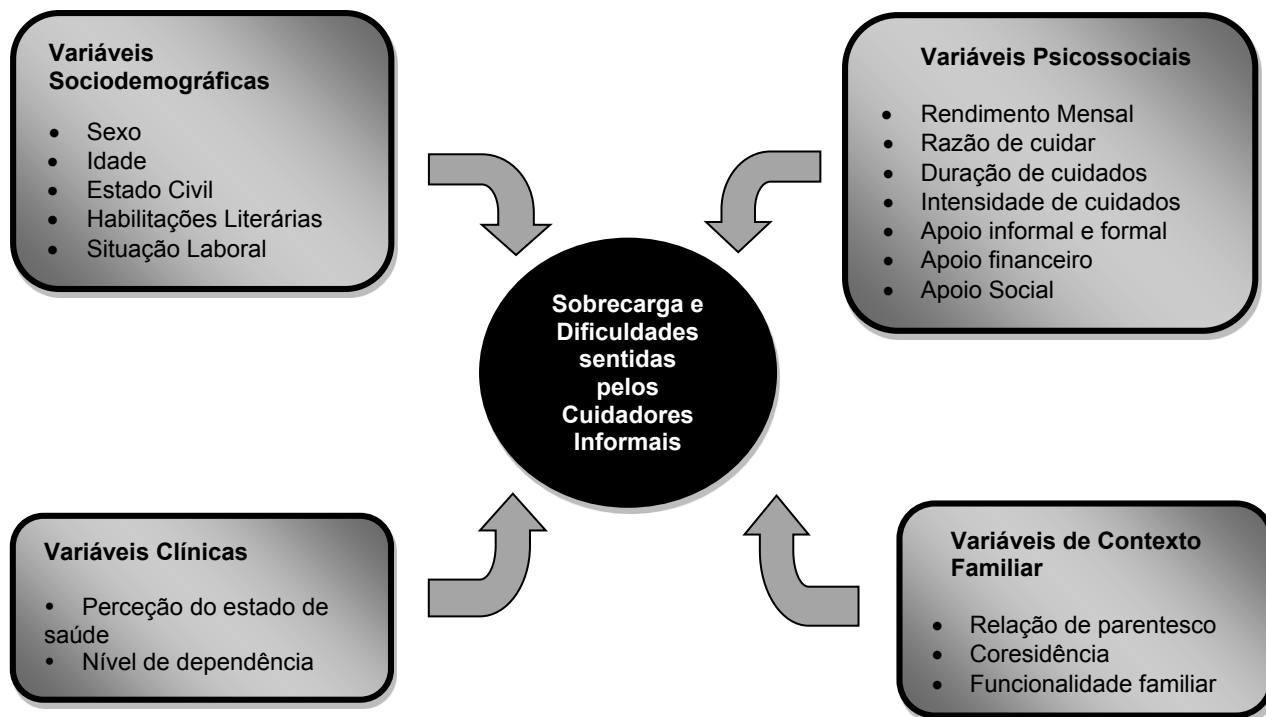 Variáveis
Sociodemográficas
• Sexo
• Idade
• Estado Civil
• Habilitações Literárias
• Situação Laboral
Variáveis Psicossociais
• Rendimento Mensal
• Razão de cuidar
• Duração de cuidados
• Intensidade de cuidados
• Apoio informal e formal
• Apoio financeiro
• Apoio Social
Sobrecarga e
Dificuldades
sentidas
pelos
Cuidadores
Informais
Variáveis Clínicas
• Perceção do estado de
saúde
• Nível de dependência
Variáveis de Contexto
Familiar
• Relação de parentesco
• Coresidência
• Funcionalidade familiar